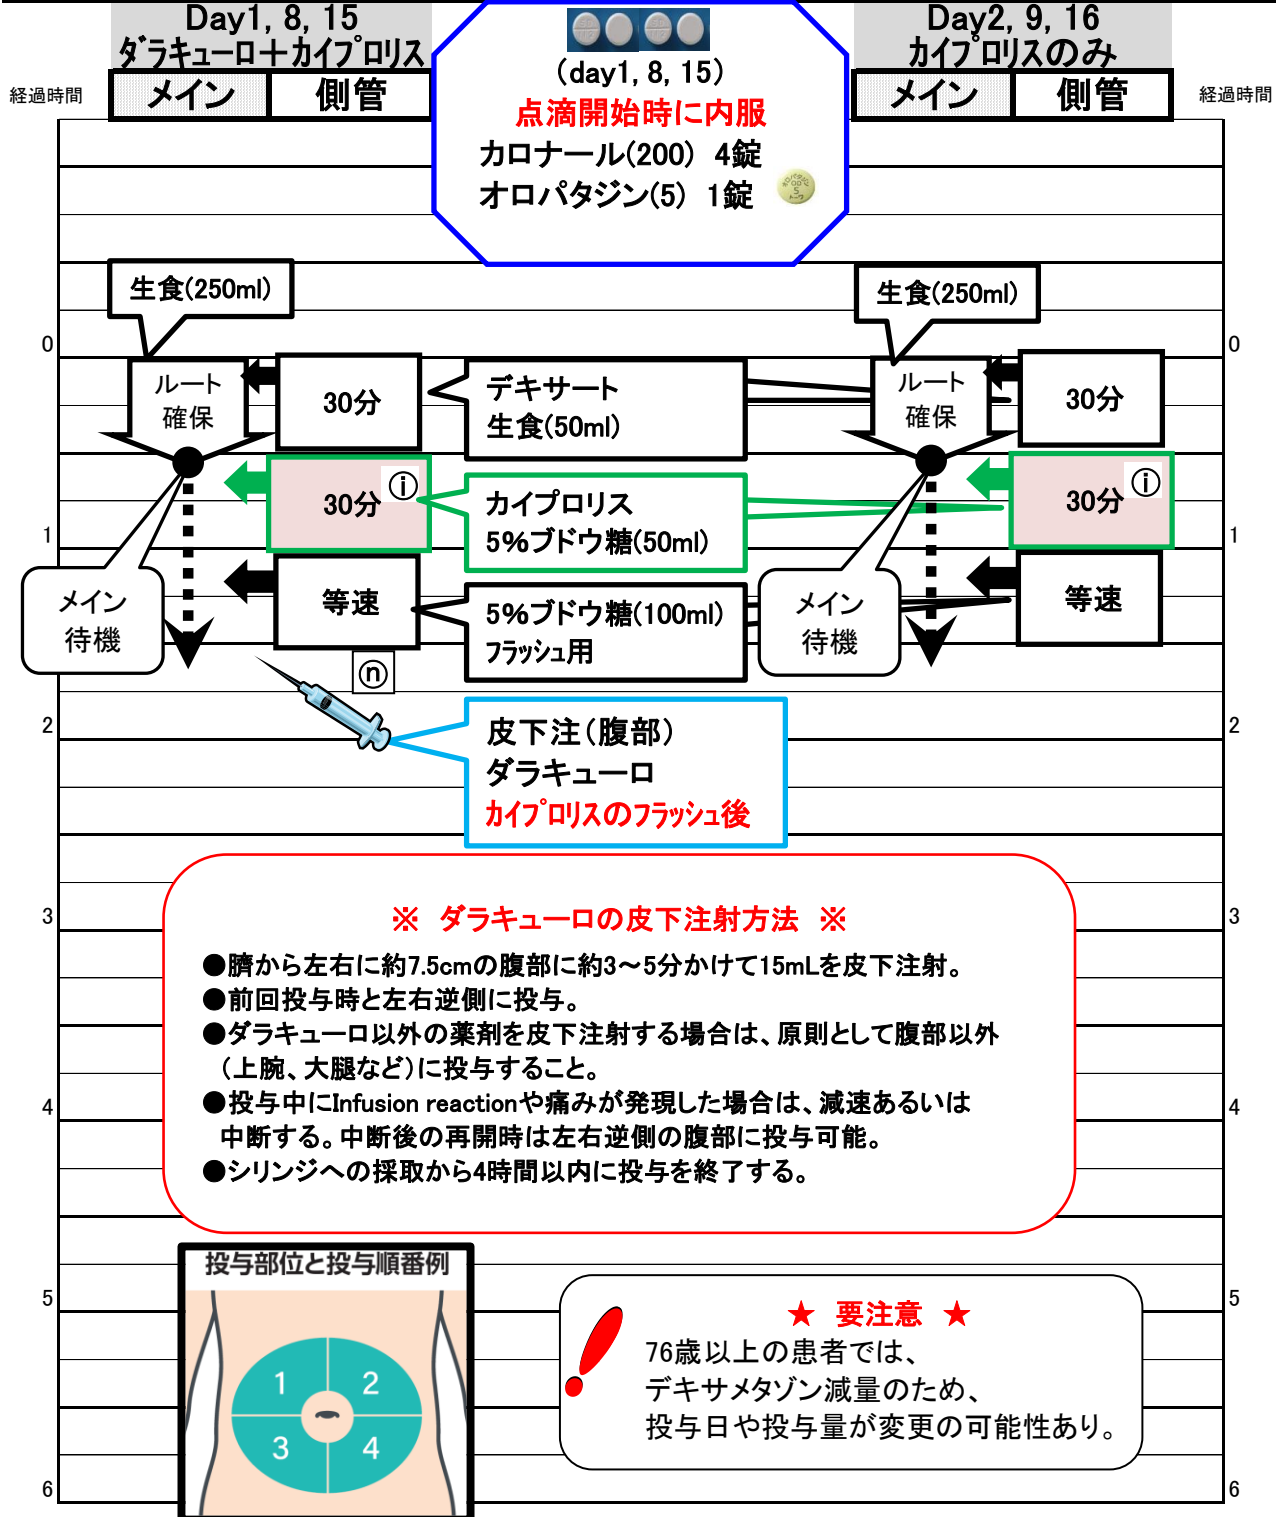 Day1, 8, 15
ダラキューロ+カイプロリス
メイン
側管
経過時間
(day1, 8, 15)
点滴開始時に内服
カロナール(200) 4錠
オロパタジン(5) 1錠
Day2, 9, 16
カイプロリスのみ
メイン
側管
経過時間
生食(250ml)
生食(250ml)
0
0
ルート
確保
30分
デキサート
生食(50ml)
ルート
確保
30分
30分
ⓘ
カイプロリス
5%ブドウ糖(50ml)
30分
ⓘ
1
1
メイン
待機
等速
5%ブドウ糖(100ml)
フラッシュ用
メイン
待機
等速
ⓝ
2
2
皮下注(腹部)
ダラキューロ
カイプロリスのフラッシュ後
3
3
※ ダラキューロの皮下注射方法 ※
●臍から左右に約7.5cmの腹部に約3~5分かけて15mLを皮下注射。
●前回投与時と左右逆側に投与。
●ダラキューロ以外の薬剤を皮下注射する場合は、原則として腹部以外
(上腕、大腿など)に投与すること。
●投与中にInfusion reactionや痛みが発現した場合は、減速あるいは
中断する。中断後の再開時は左右逆側の腹部に投与可能。
●シリンジへの採取から4時間以内に投与を終了する。
4
4
投与部位と投与順番例
1
2
3
4
5
5
★ 要注意 ★
76歳以上の患者では、
デキサメタゾン減量のため、
投与日や投与量が変更の可能性あり。
6
6